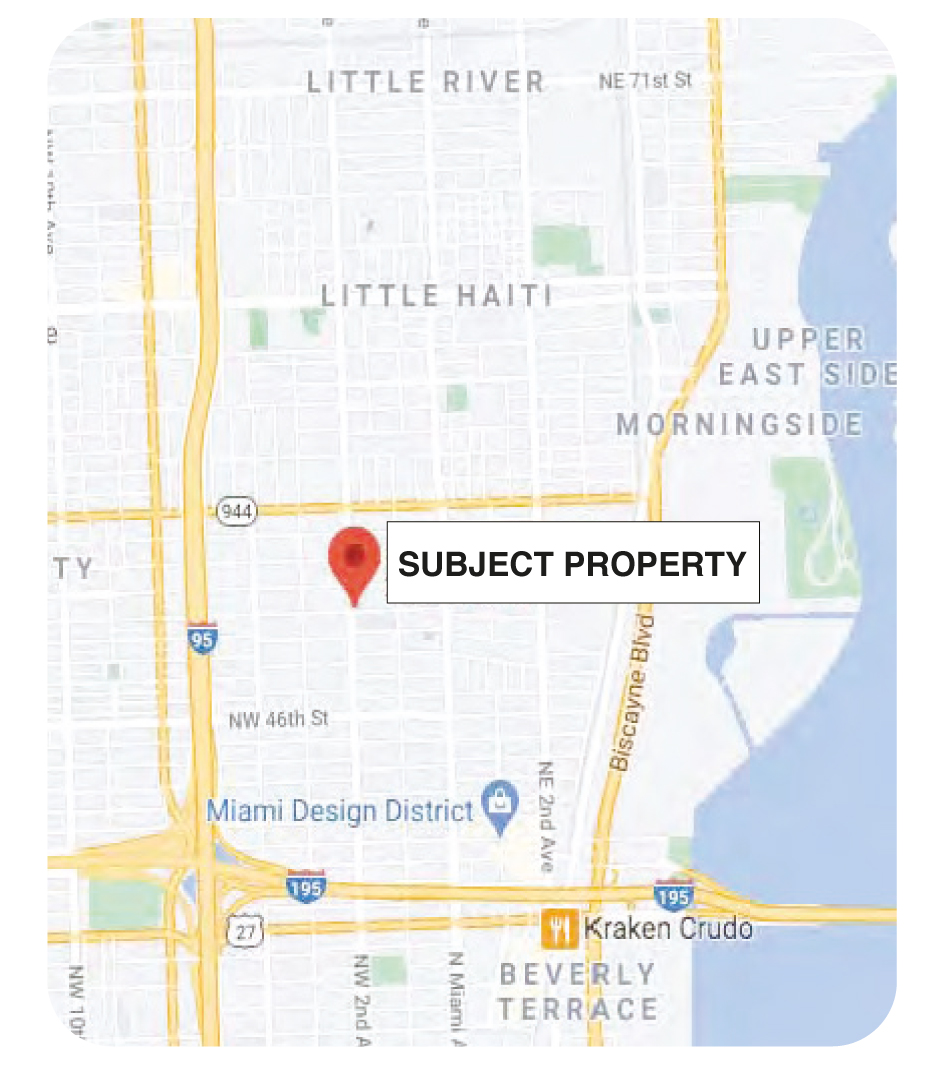 LITTLE RIVER
NE 71st St
LITTLE HAITI
UPPER
EAST SIDE
MORNINGSIDE
944
SUBJECT PROPERTY
TY
95
Biscayne Blvd
NW 46th St
NE 2nd Ave
Miami Design District
195
195
27
Kraken Crudo
NW 10t
NW 2nd A
N Miami A
BEVERLY
TERRACE